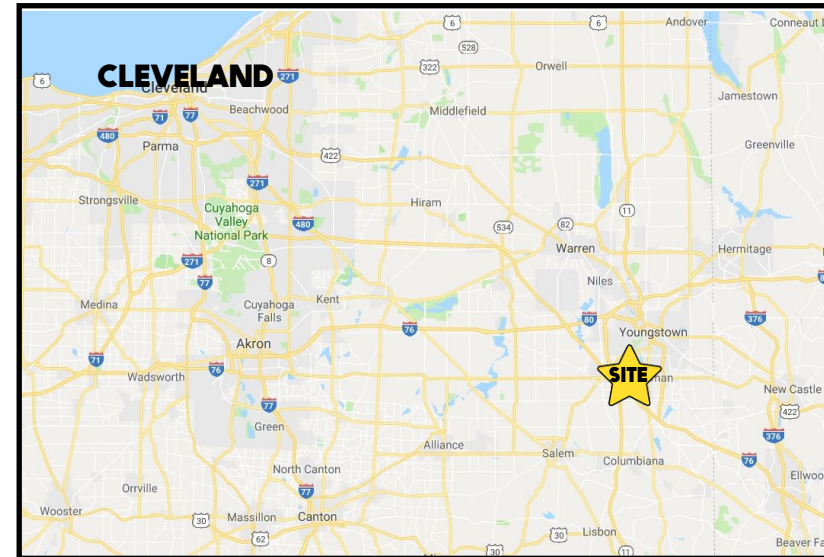 6
6
Andover
Conneaut L
528
CLEVELAND
Cleveland
271
322
Orwell
6
Jamestown
Beachwood
Middlefield
71
77
480
Parma
422
Greenville
271
Strongsville
Cuyahoga
Valley
National Park
Hiram
11
480
534
82
Warren
Hermitage
271
8
77
Niles
Medina
Cuyahoga
Falls
Kent
76
80
376
Youngstown
Akron
71
76
SITE
man
Wadsworth
New Castle
77
422
Green
376
Alliance
Salem
Columbiana
76
North Canton
Ellwoo
Orrville
77
Wooster
30
Massillon
Canton
62
30
Lisbon
30
11
Beaver Fa